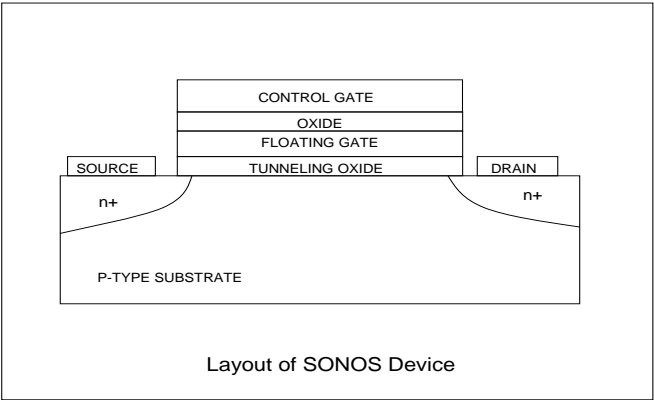 CONTROL GATE
OXIDE
FLOATING GATE
SOURCE TUNNELING OXIDE DRAIN
n+ n+
P-TYPE SUBSTRATE
Layout of SONOS Device